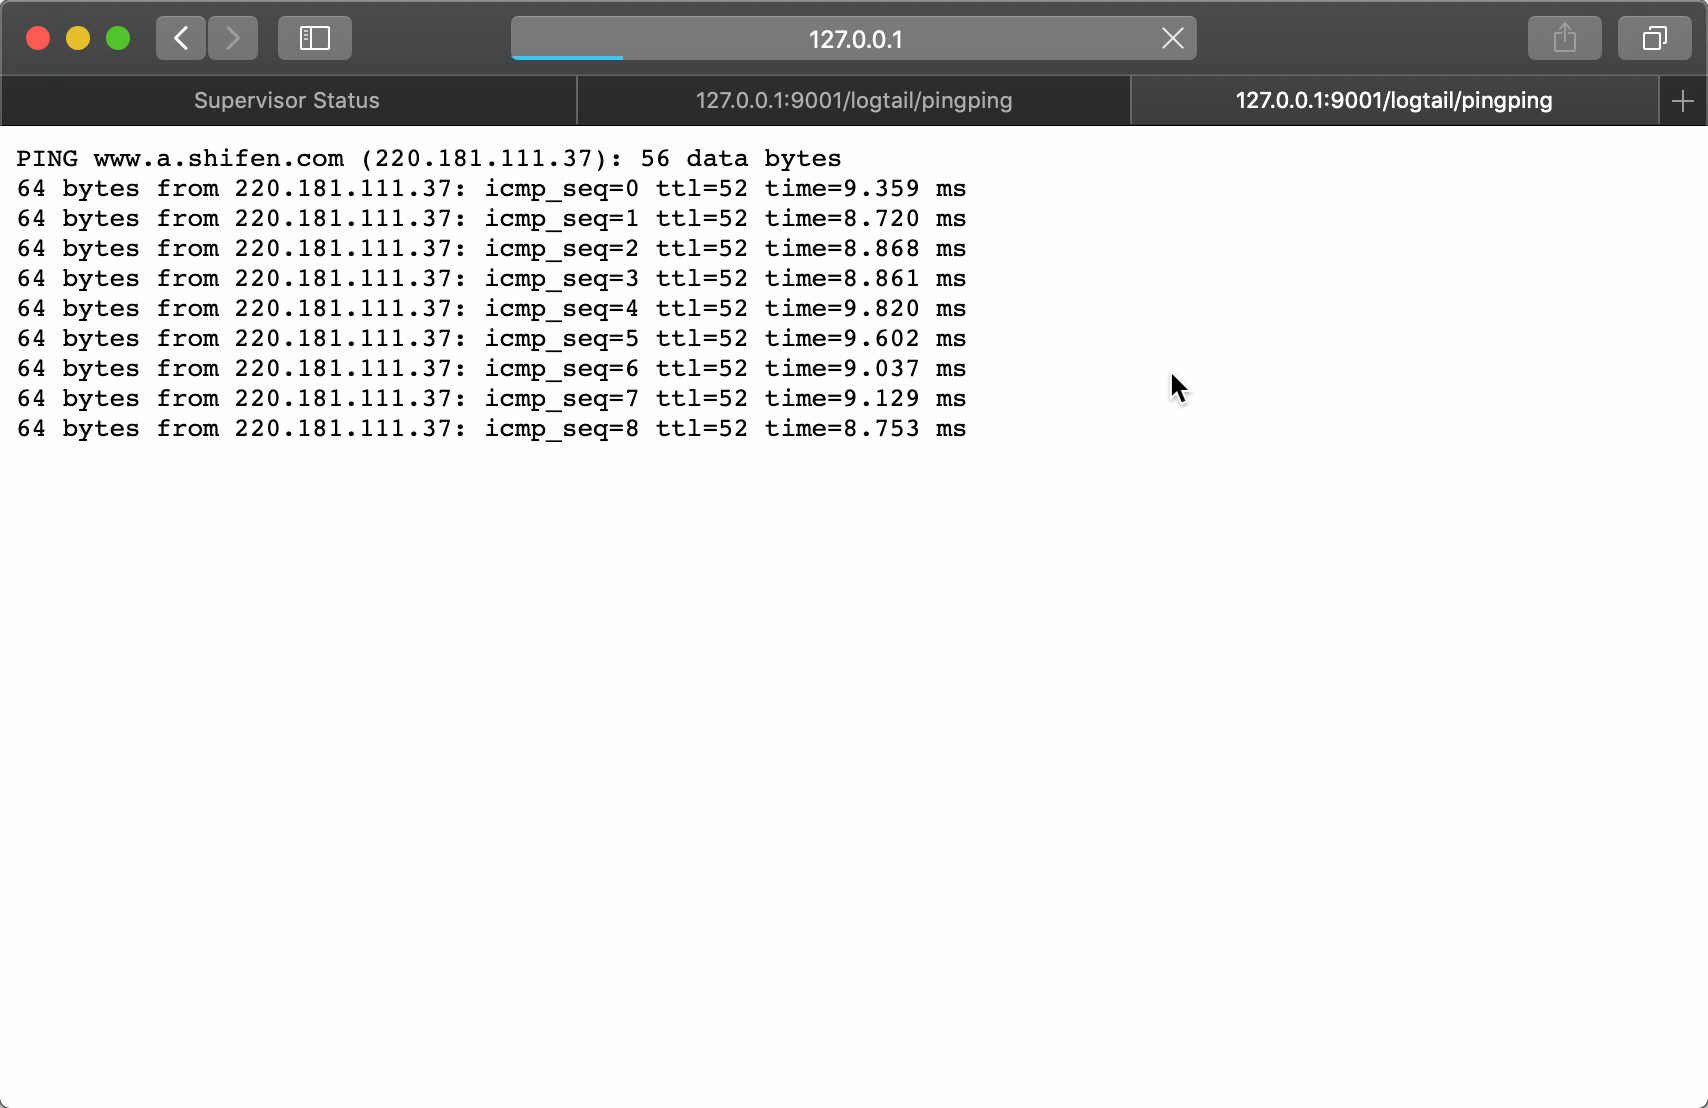 127.0.0.1
Supervisor Status
127.0.0.1:9001/logtail/pingping
127.0.0.1:9001/logtail/pingping
PING www.a.shifen.com (220.181.111.37): 56 data bytes
64 bytes from 220.181.111.37: icmp_seq=0 ttl=52 time=9.359 ms
64 bytes from 220.181.111.37: icmp_seq=1 ttl=52 time=8.720 ms
64 bytes from 220.181.111.37: icmp_seq=2 ttl=52 time=8.868 ms
64 bytes from 220.181.111.37: icmp_seq=3 ttl=52 time=8.861 ms
64 bytes from 220.181.111.37: icmp_seq=4 ttl=52 time=9.820 ms
64 bytes from 220.181.111.37: icmp_seq=5 ttl=52 time=9.602 ms
64 bytes from 220.181.111.37: icmp_seq=6 ttl=52 time=9.037 ms
64 bytes from 220.181.111.37: icmp_seq=7 ttl=52 time=9.129 ms
64 bytes from 220.181.111.37: icmp_seq=8 ttl=52 time=8.753 ms